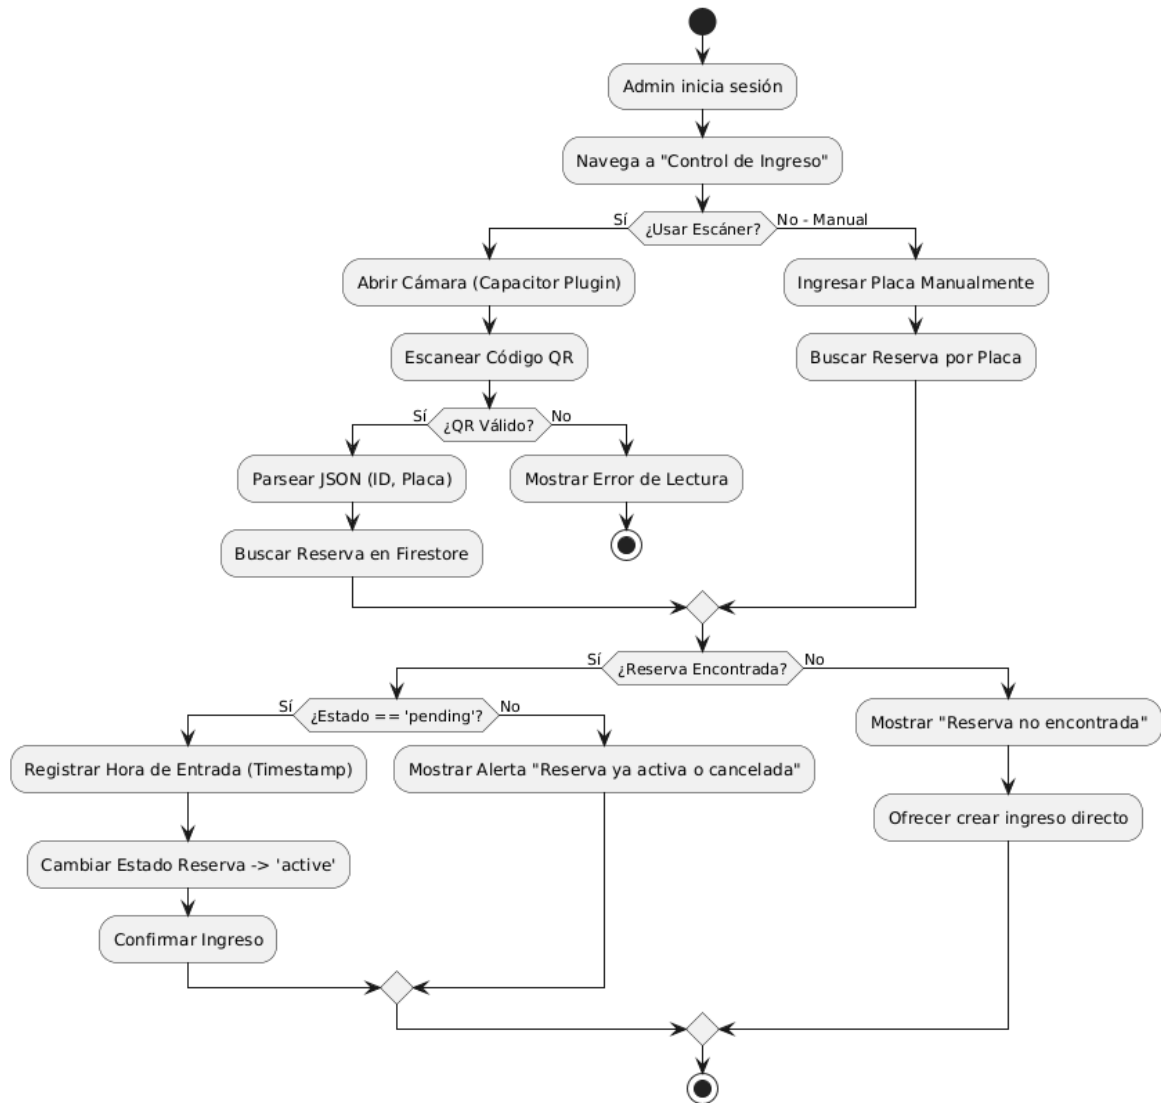 Admin inicia sesión
Navega a "Control de Ingreso"
Sí
¿Usar Escáner?
No - Manual
Abrir Cámara (Capacitor Plugin)
Ingresar Placa Manualmente
Escanear Código QR
Buscar Reserva por Placa
Sí
¿QR Válido?
No
Parsear JSON (ID, Placa)
Mostrar Error de Lectura
Buscar Reserva en Firestore
Sí
¿Reserva Encontrada?
No
Sí
¿Estado == 'pending'?
No
Mostrar "Reserva no encontrada"
Registrar Hora de Entrada (Timestamp)
Mostrar Alerta "Reserva ya activa o cancelada"
Ofrecer crear ingreso directo
Cambiar Estado Reserva -> 'active'
Confirmar Ingreso